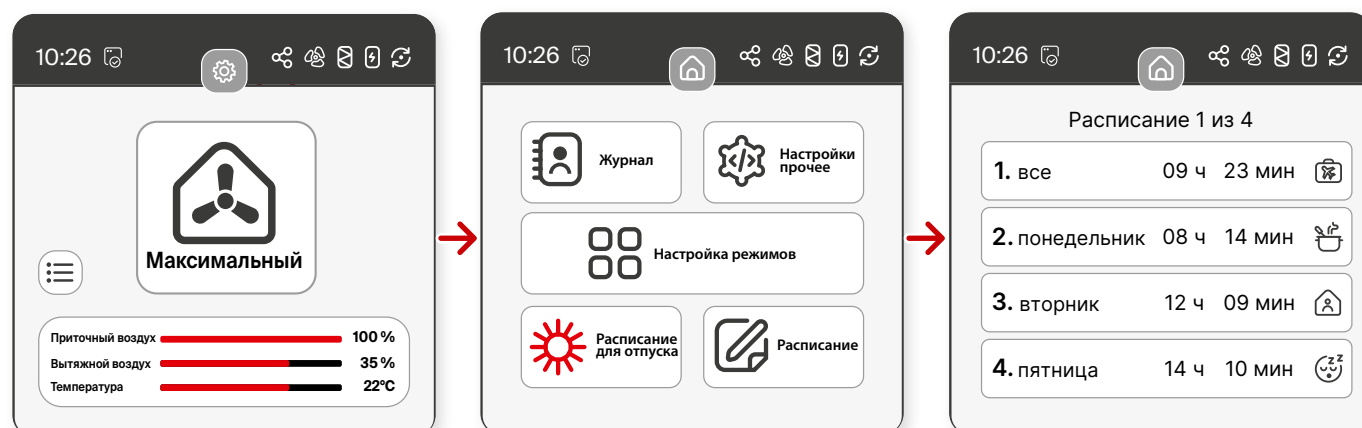 10:26
Максимальный
Приточный воздух 100 %
Вытяжной воздух 35 %
Температура 22°C
10:26
Журнал
Настройки
прочее
Настройка режимов
Расписание
для отпуска
Расписание
10:26
Расписание 1 из 4
1. все 09 ч 23 мин
2. понедельник 08 ч 14 мин
3. вторник 12 ч 09 мин
4. пятница 14 ч 10 мин